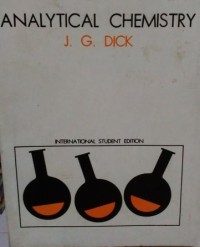 ANALYTICAL CHEMISTRY
J. G. DICK
INTERNATIONAL STUDENT EDITION